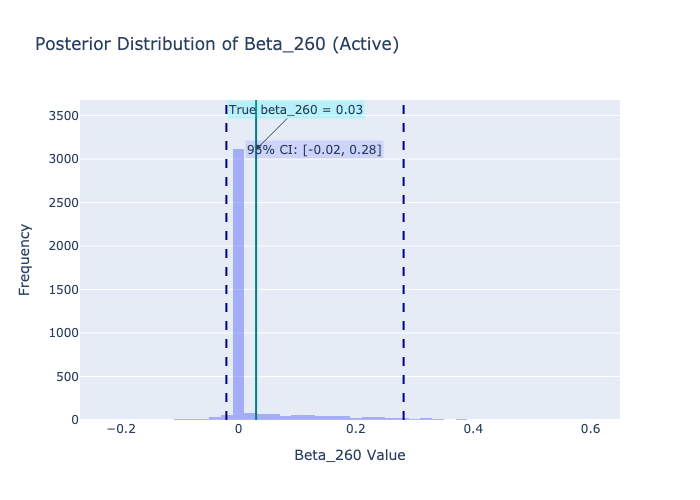 Posterior Distribution of Beta_260 (Active)
True beta_260 = 0.03
95% CI: [-0.02, 0.28]
3500
3000
2500
2000
1500
1000
500
0
Frequency
−0.2
0
0.2
0.4
0.6
Beta_260 Value